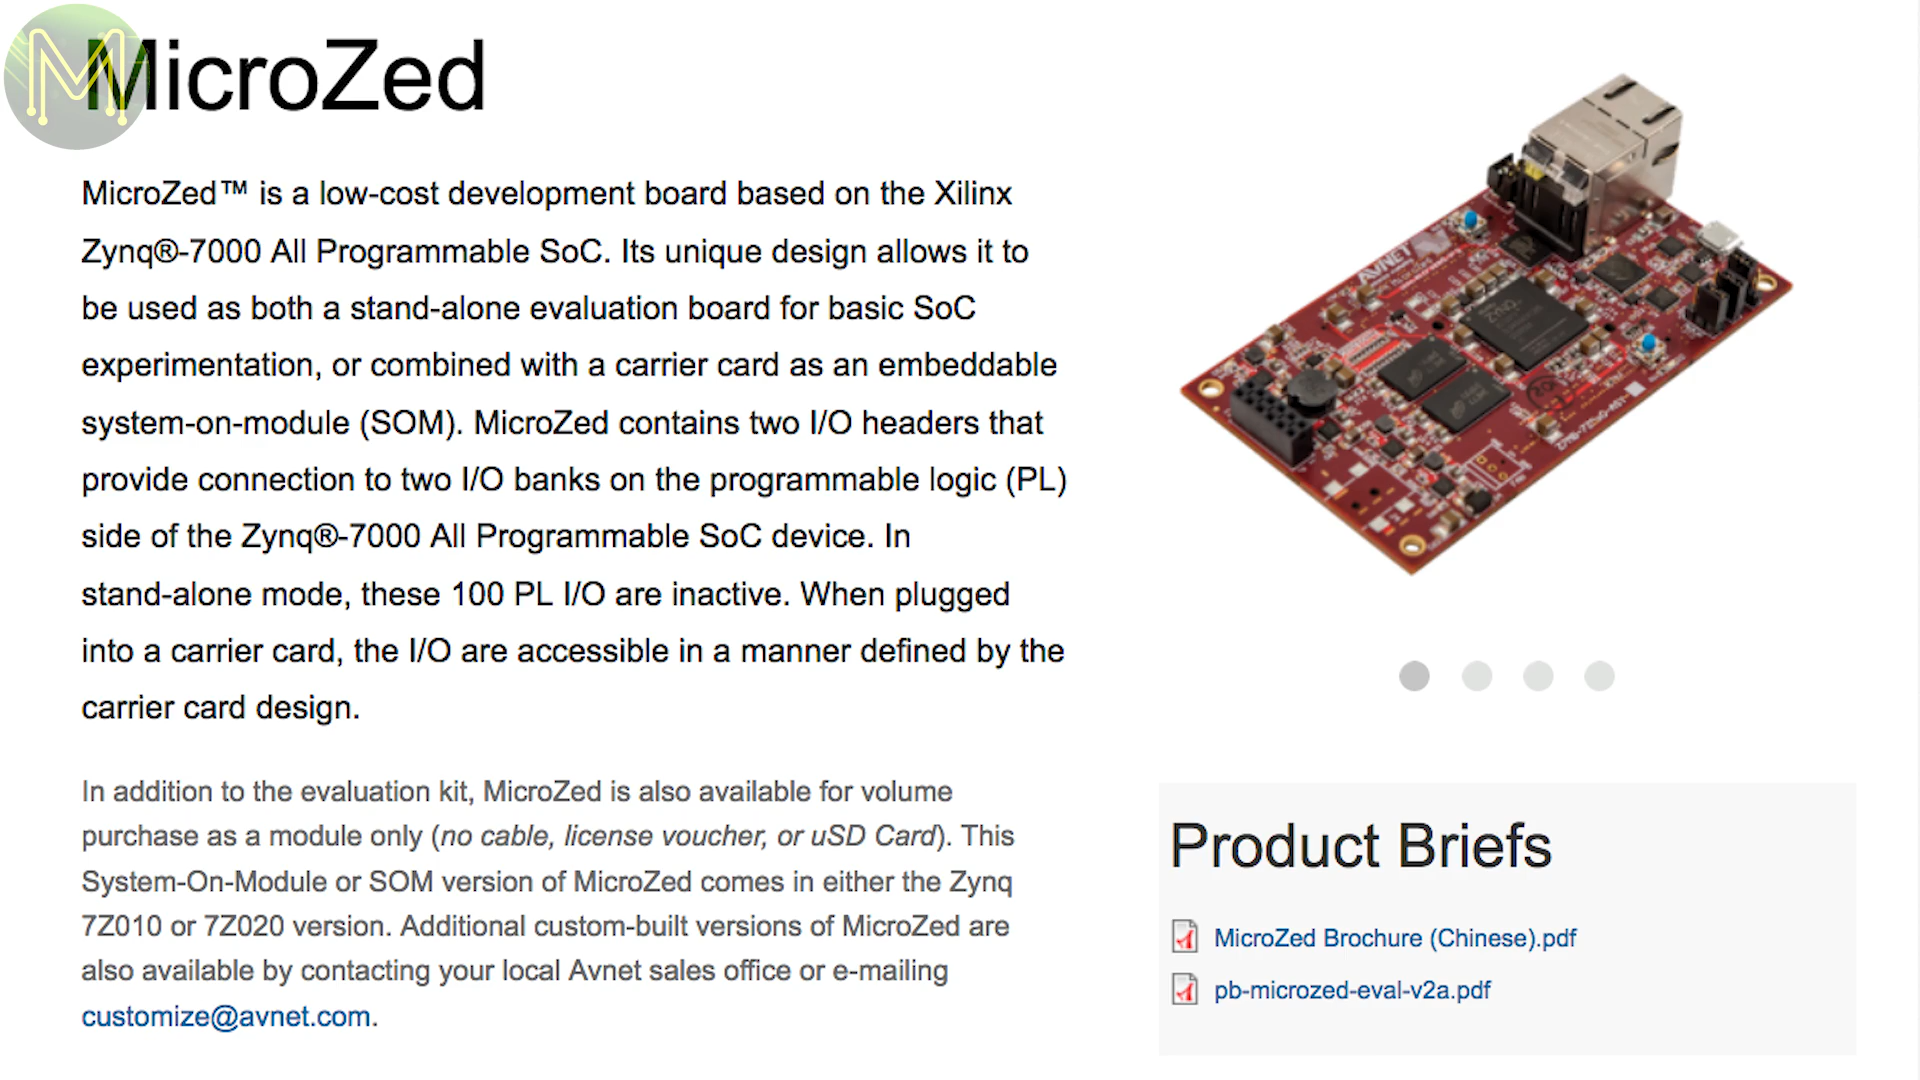 MicroZed
MicroZed™ is a low-cost development board based on the Xilinx
Zynq®-7000 All Programmable SoC. Its unique design allows it to
be used as both a stand-alone evaluation board for basic SoC
experimentation, or combined with a carrier card as an embeddable
system-on-module (SOM). MicroZed contains two I/O headers that
provide connection to two I/O banks on the programmable logic (PL)
side of the Zynq®-7000 All Programmable SoC device. In
stand-alone mode, these 100 PL I/O are inactive. When plugged
into a carrier card, the I/O are accessible in a manner defined by the
carrier card design.
In addition to the evaluation kit, MicroZed is also available for volume
purchase as a module only (no cable, license voucher, or uSD Card). This
System-On-Module or SOM version of MicroZed comes in either the Zynq
7Z010 or 7Z020 version. Additional custom-built versions of MicroZed are
also available by contacting your local Avnet sales office or e-mailing
customize@avnet.com.
AVNET
ZYNQ
Product Briefs
MicroZed Brochure (Chinese).pdf
pb-microzed-eval-v2a.pdf